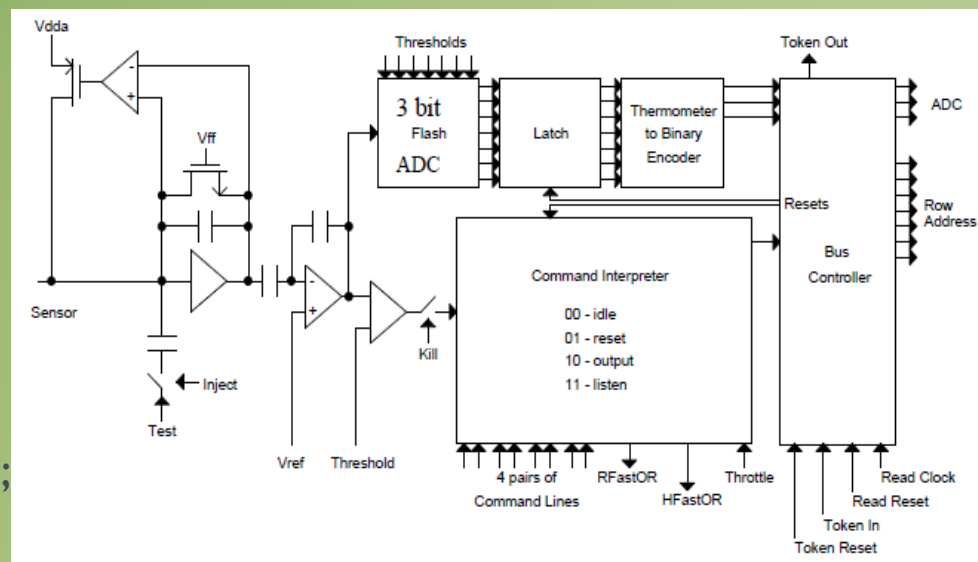 Vdda
-
+
Vff
Sensor
Inject
Test
-
+
Vref
Threshold
Kill
Thresholds
3 bit
Flash
ADC
Latch
Thermometer
to Binary
Encoder
Token Out
ADC
Resets
Row
Address
Bus
Controller
Command Interpreter
00 - idle
01 - reset
10 - output
11 - listen
4 pairs of
Command Lines
RFastOR
HFastOR
Throttle
Read Clock
Read Reset
Token In
Token Reset
;